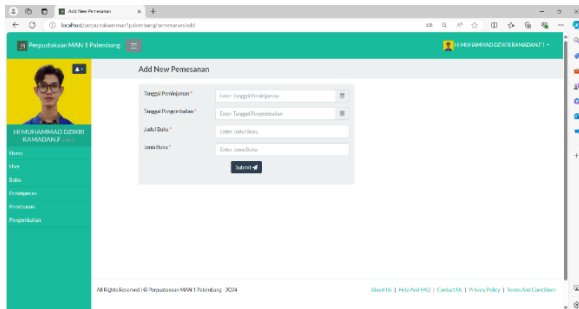 Add New Pemesanan
localhost/perpustakaanman1palembang/pemesanan/add
Perpustakaan MAN 1 Palembang
HI MUHAMMAD DZIKRI RAMADAN.F !
Add New Pemesanan
HI MUHAMMAD DZIKRI
RAMADAN.F
Home
User
Buku
Peminjaman
Pemesanan
Pengembalian
Tanggal Peminjaman *
Enter Tanggal Peminjaman
Tanggal Pengembalian *
Enter Tanggal Pengembalian
Judul Buku *
Enter Judul Buku
Jenis Buku *
Enter Jenis Buku
Submit
All Rights Reserved | © Perpustakaan MAN 1 Palembang - 2024
About Us | Help And FAQ | Contact Us | Privacy Policy | Terms And Conditions